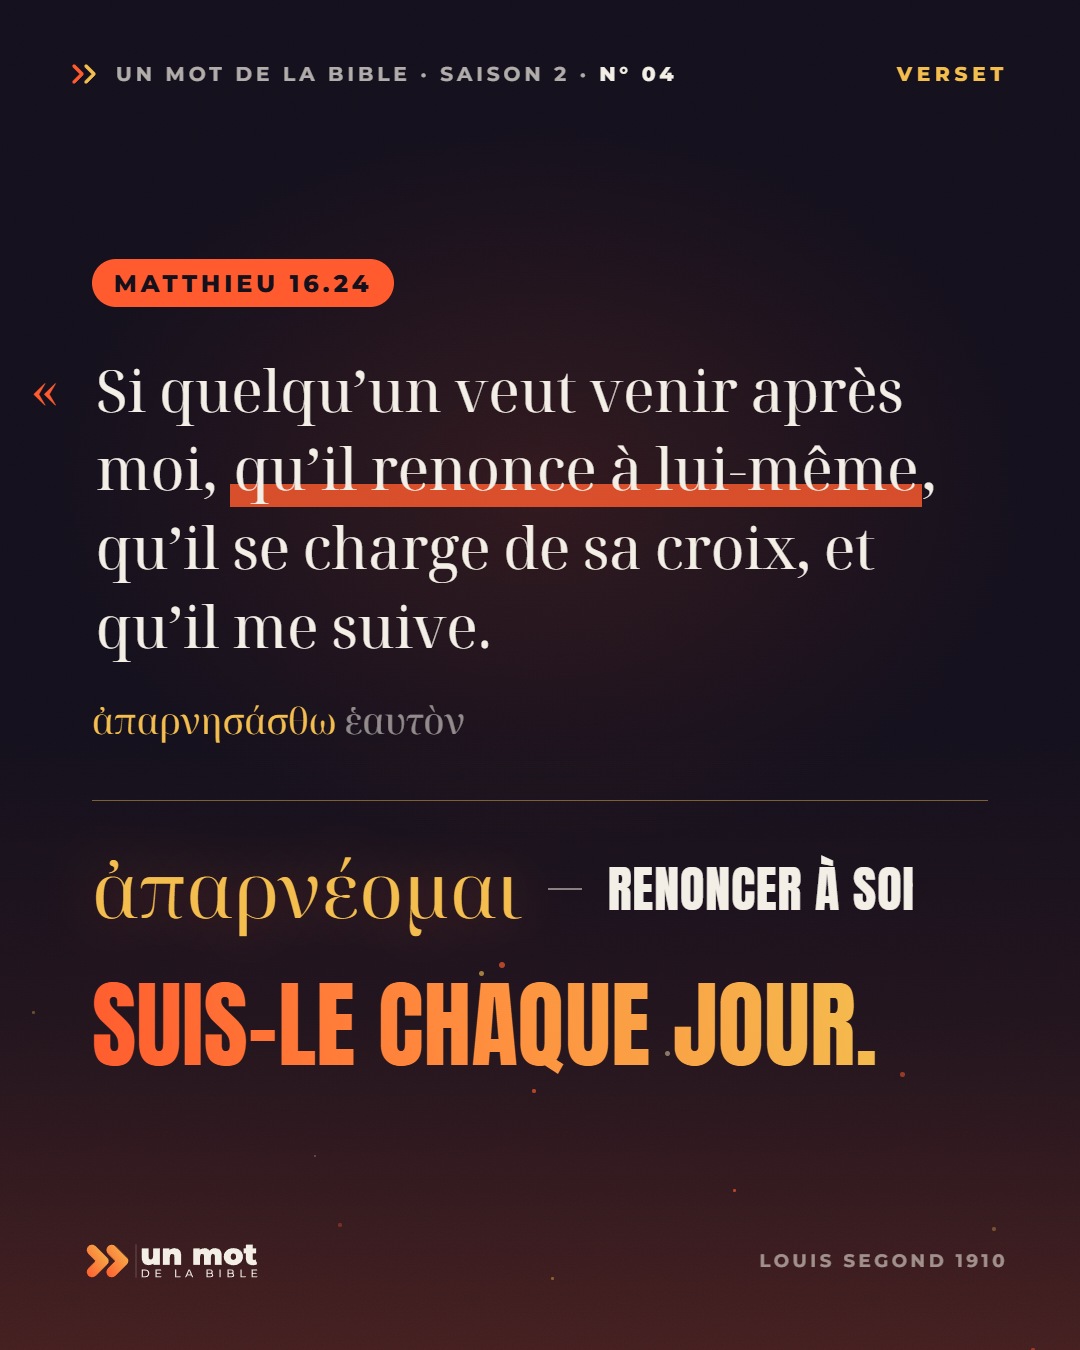 UN MOT DE LA BIBLE · SAISON 2 · N° 04
VERSET
MATTHIEU 16.24
« Si quelqu’un veut venir après
moi, qu’il renonce à lui-même,
qu’il se charge de sa croix, et
qu’il me suive.
ἀπαρνησάσθω ἑαυτὸν
ἀπαρνέομαι — RENONCER À SOI
SUIS-LE CHAQUE JOUR.
un mot
DE LA BIBLE
LOUIS SEGOND 1910